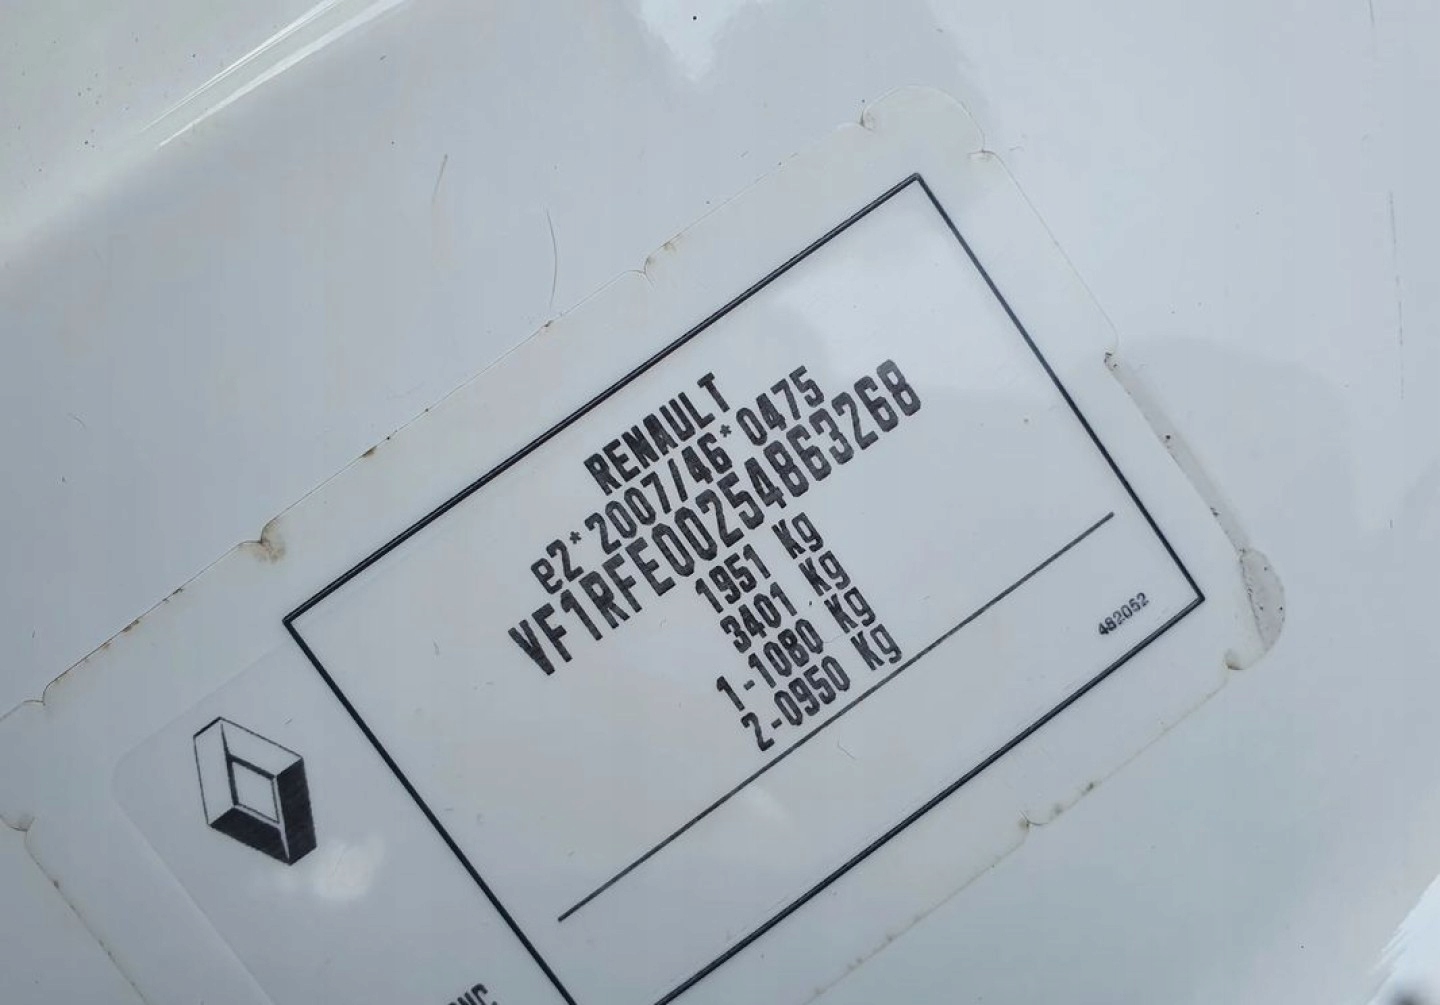 RENAULT
e2*2007/46*0475
VF1RFE00254863268
1951 Kg
3401 Kg
1-1080 Kg
2-0950 Kg
482052